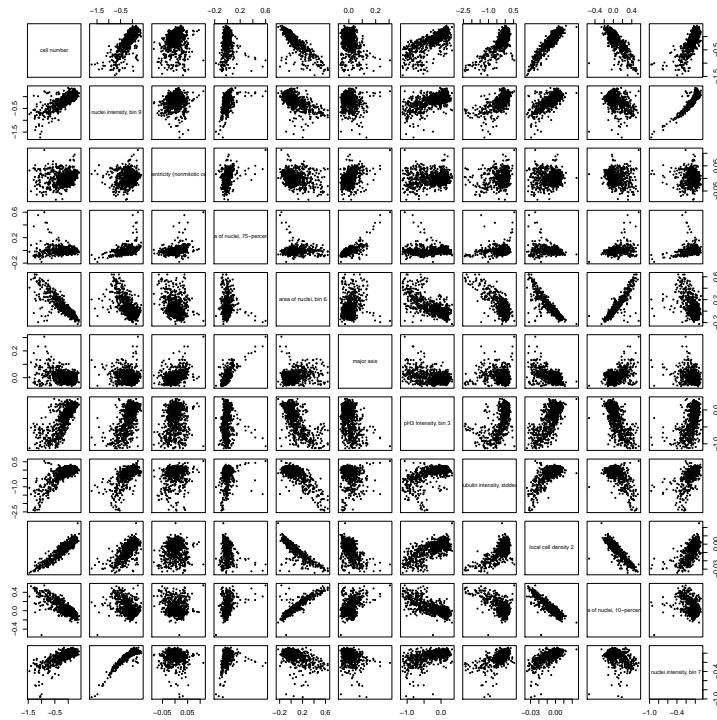 −1.5 −0.5
−0.2 0.2 0.6
0.0 0.2
−2.5 −1.0 0.5
−0.4 0.0 0.4
−1.0 −0.4
cell number
−0.5
−1.5
−0.5
−1.5
nuclei intensity, bin 9
entricity (nonmitotic ce
0.05
−0.05
0.6
0.2
−0.2
a of nuclei, 75−percen
area of nuclei, bin 6
0.6
0.2
−0.2
0.2
0.0
major axis
pH3 Intensity, bin 3
0.0
−1.0
0.5
−1.0
−2.5
ubulin intensity, stddev
local cell density 2
0.00
−0.03
0.4
0.0
−0.4
a of nuclei, 10−percen
nuclei intensity, bin 7
−0.4
−1.0
−1.5 −0.5
−0.05 0.05
−0.2 0.2 0.6
−1.0 0.0
−0.03 0.00
−1.0 −0.4